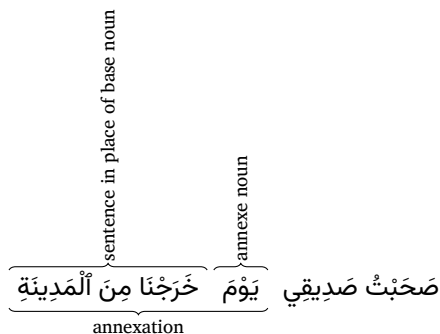 sentence in place of base noun
annexe noun
صَحَبْتُ صَدِيقِي يَوْمَ خَرَجْنَا مِنَ ٱلْمَدِينَةِ
annexation